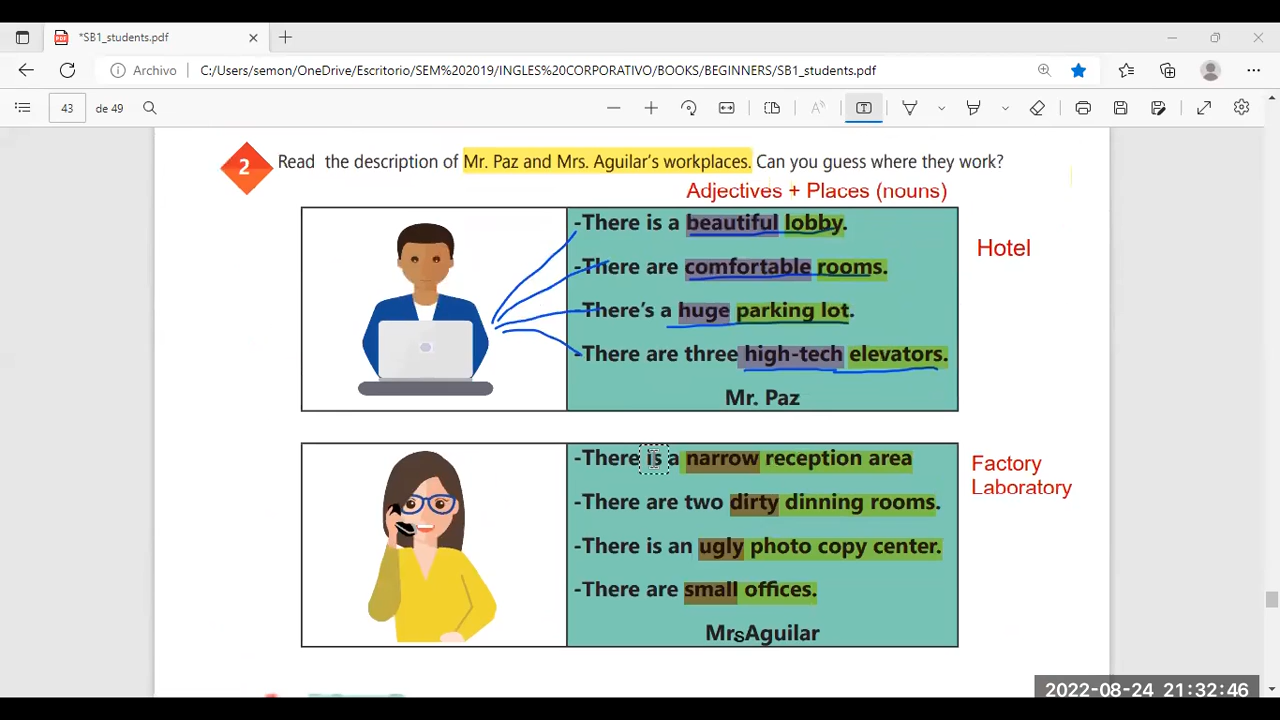 *SB1_students.pdf
Archivo C:/Users/semon/OneDrive/Escritorio/SEM%202019/INGLES%20CORPORATIVO/BOOKS/BEGINNERS/SB1_students.pdf
43 de 49
2 Read the description of Mr. Paz and Mrs. Aguilar's workplaces. Can you guess where they work?
Adjectives + Places (nouns)
-There is a beautiful lobby.
Hotel
-There are comfortable rooms.
-There's a huge parking lot.
-There are three high-tech elevators.
Mr. Paz
-There is a narrow reception area
Factory
Laboratory
-There are two dirty dinning rooms.
-There is an ugly photo copy center.
-There are small offices.
MrsAguilar
2022-08-24 21:32:46